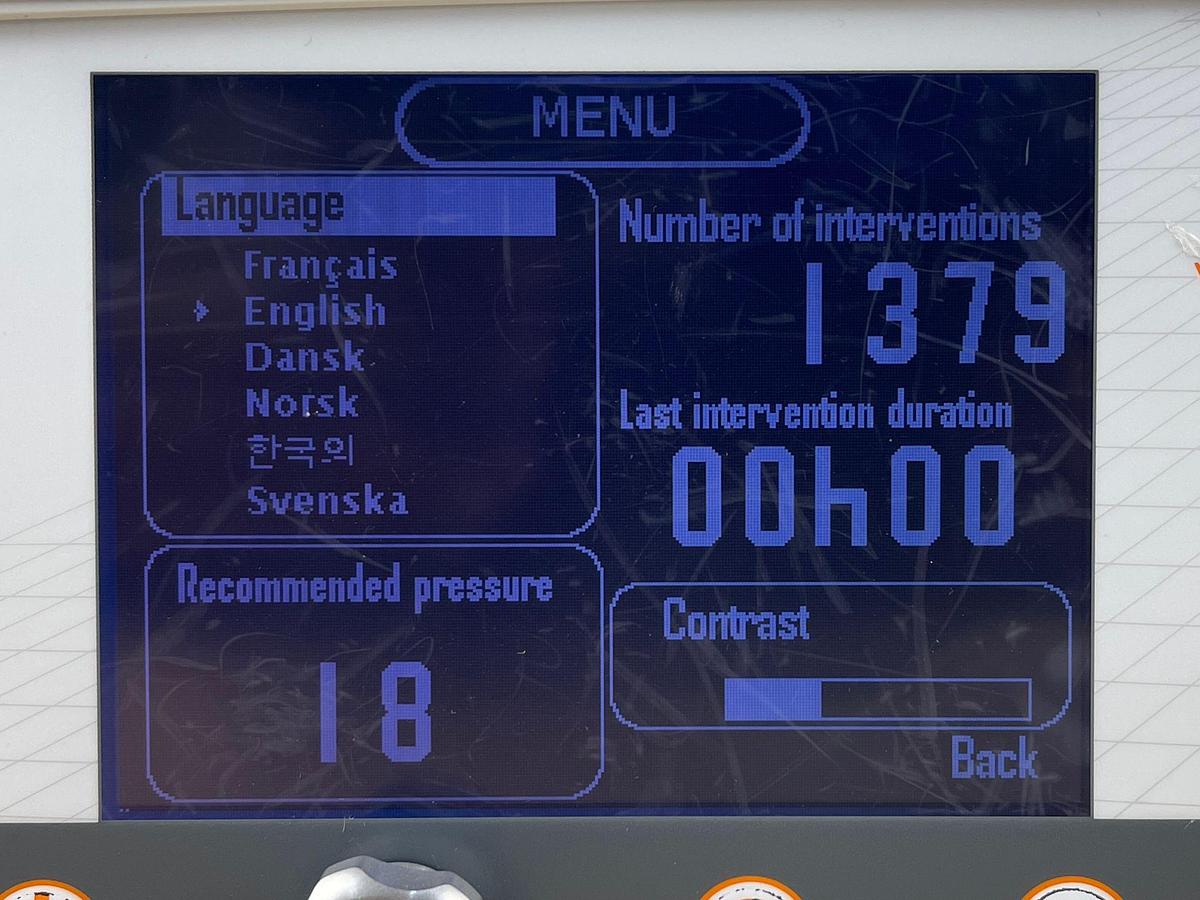 MENU
Language
Français
English
Dansk
Norsk
한국의
Svenska
Recommended pressure
18
Number of interventions
1379
Last intervention duration
00h00
Contrast
Back